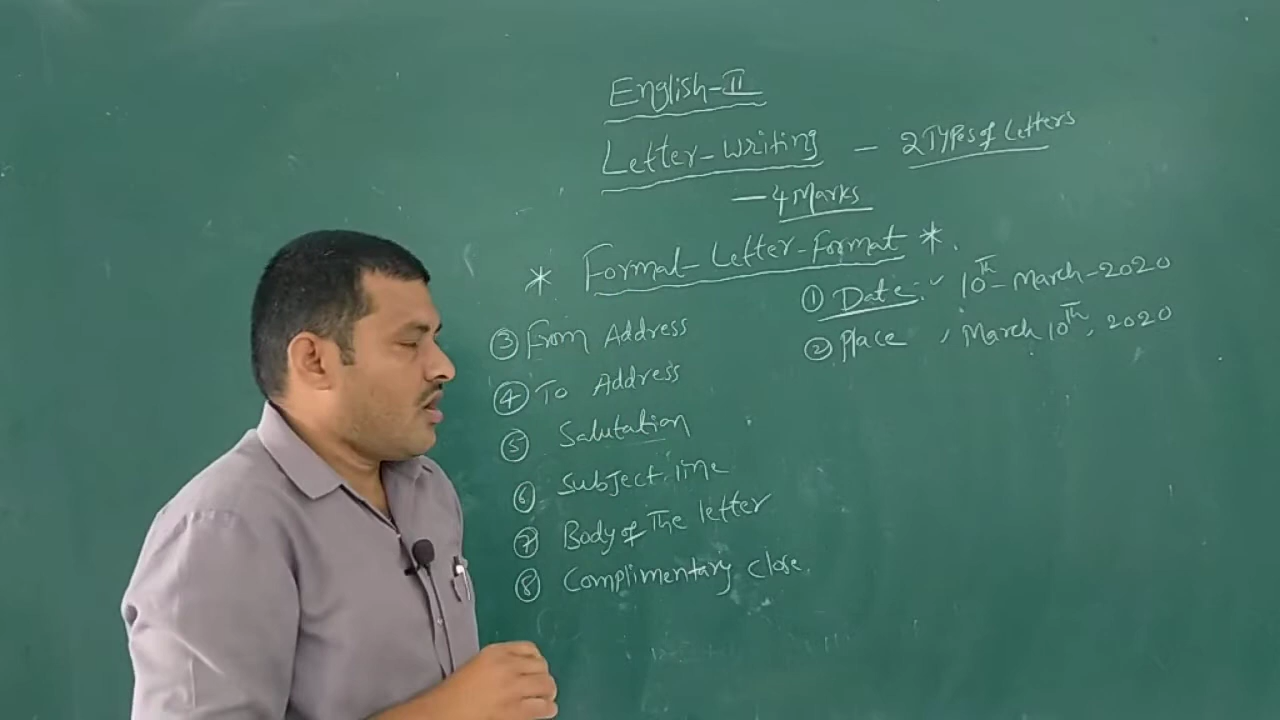 English-II
Letter-Writing - 2 Types of Letters
- 4 Marks
* Formal-Letter-Format *.
① Date:- 10th-March-2020
② Place , March 10th, 2020
③ From Address
④ To Address
⑤ Salutation
⑥ Subject line
⑦ Body of The letter
⑧ Complimentary close.